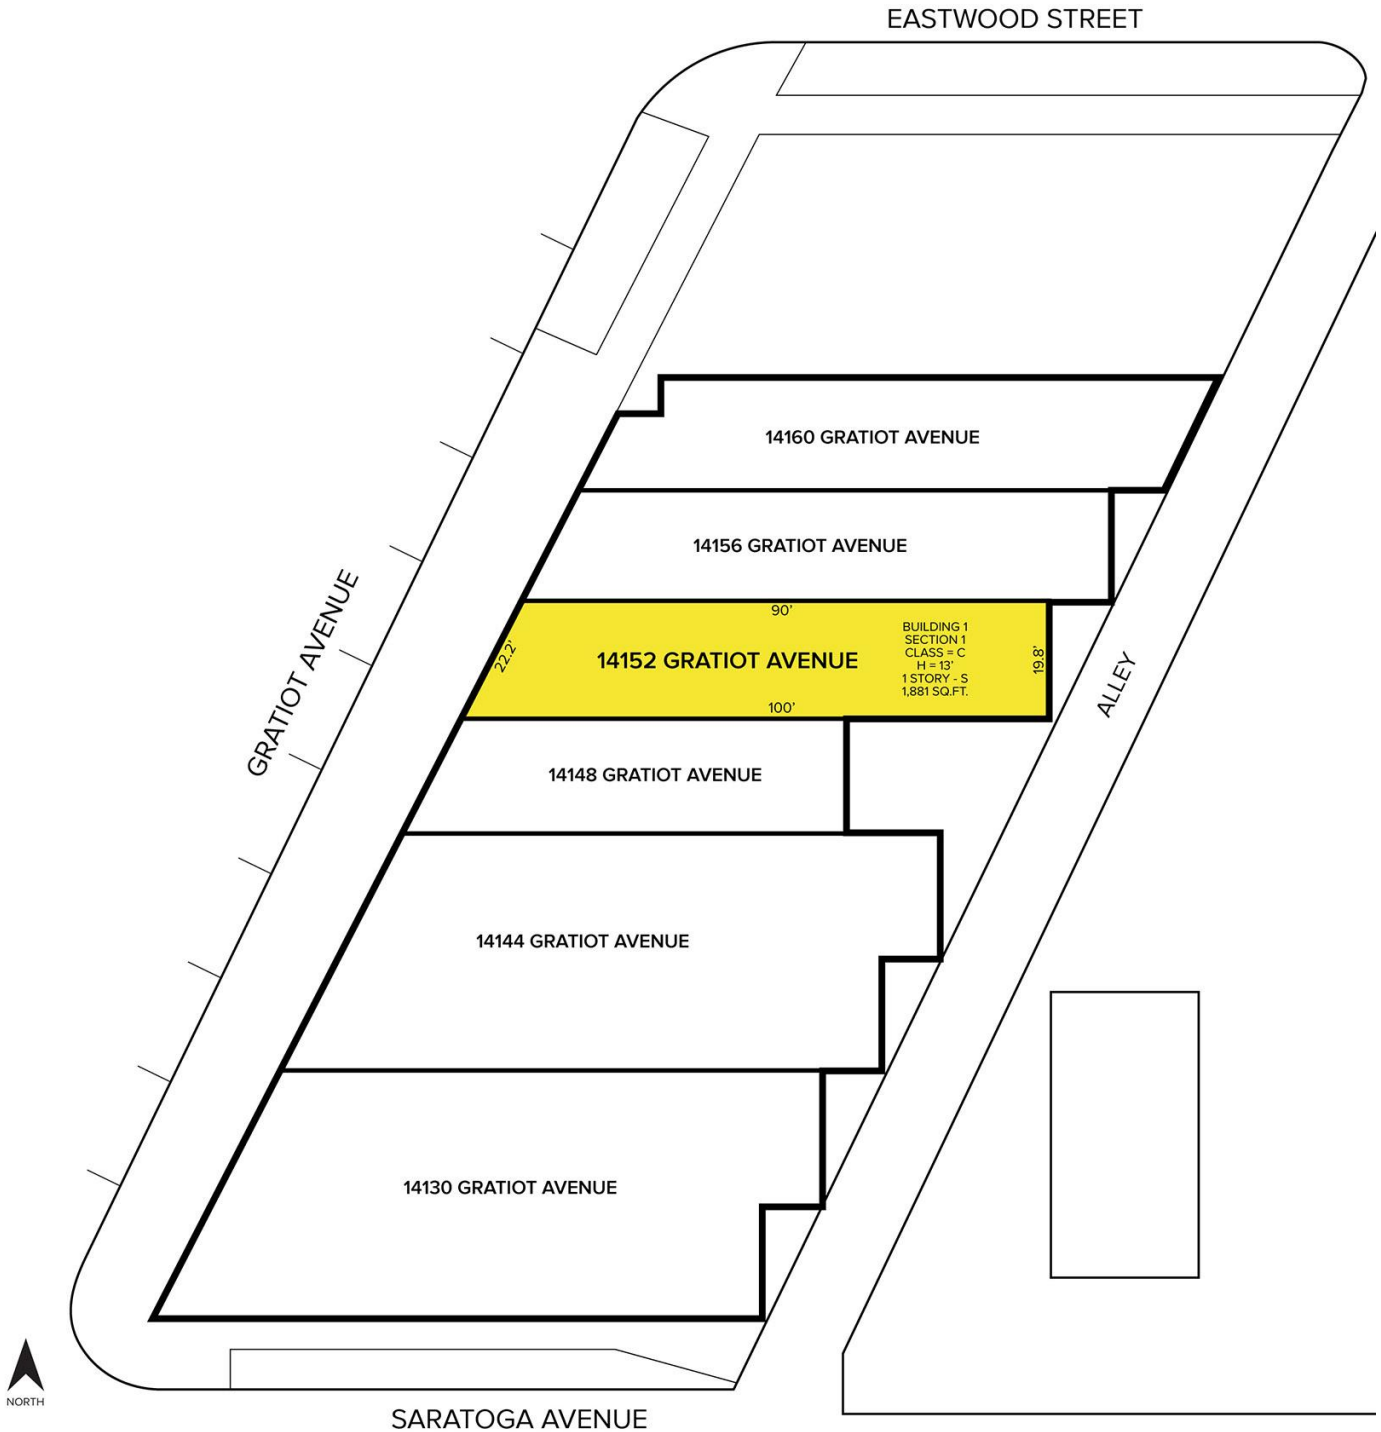 EASTWOOD STREET
14160 GRATIOT AVENUE
14156 GRATIOT AVENUE
GRATIOT AVENUE
90'
22.2'
14152 GRATIOT AVENUE
BUILDING 1
SECTION 1
CLASS = C
H = 13'
1 STORY - S
1,881 SQ.FT.
19.8'
100'
ALLEY
14148 GRATIOT AVENUE
14144 GRATIOT AVENUE
14130 GRATIOT AVENUE
NORTH
SARATOGA AVENUE